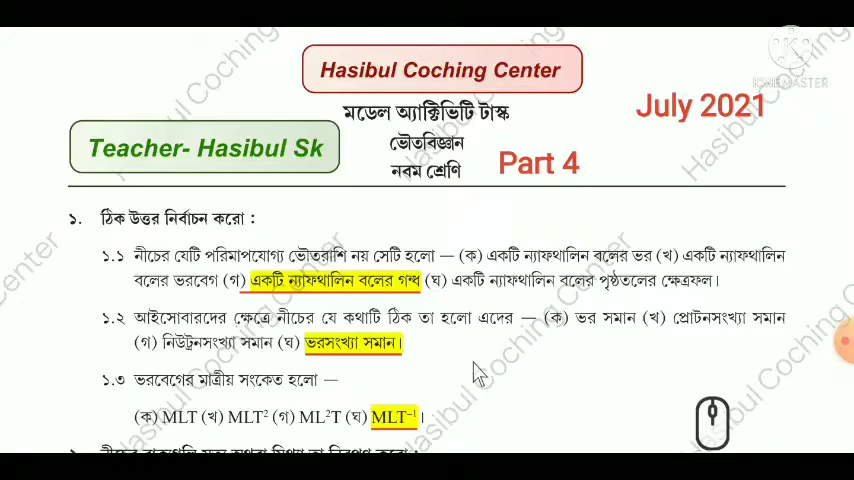 Hasibul Coching Center
KINEMASTER
মডেল অ্যাক্টিভিটি টাস্ক
July 2021
Teacher- Hasibul Sk
ভৌতবিজ্ঞান
নবম শ্রেণি
Part 4
১. ঠিক উত্তর নির্বাচন করো :
১.১ নীচের যেটি পরিমাপযোগ্য ভৌতরাশি নয় সেটি হলো — (ক) একটি ন্যাফথালিন বলের ভর (খ) একটি ন্যাফথালিন
বলের ভরবেগ (গ) একটি ন্যাফথালিন বলের গন্ধ (ঘ) একটি ন্যাফথালিন বলের পৃষ্ঠতলের ক্ষেত্রফল।
১.২ আইসোবারদের ক্ষেত্রে নীচের যে কথাটি ঠিক তা হলো এদের — (ক) ভর সমান (খ) প্রোটনসংখ্যা সমান
(গ) নিউট্রনসংখ্যা সমান (ঘ) ভরসংখ্যা সমান।
১.৩ ভরবেগের মাত্রীয় সংকেত হলো —
(ক) MLT (খ) MLT² (গ) ML²T (ঘ) MLT⁻¹।